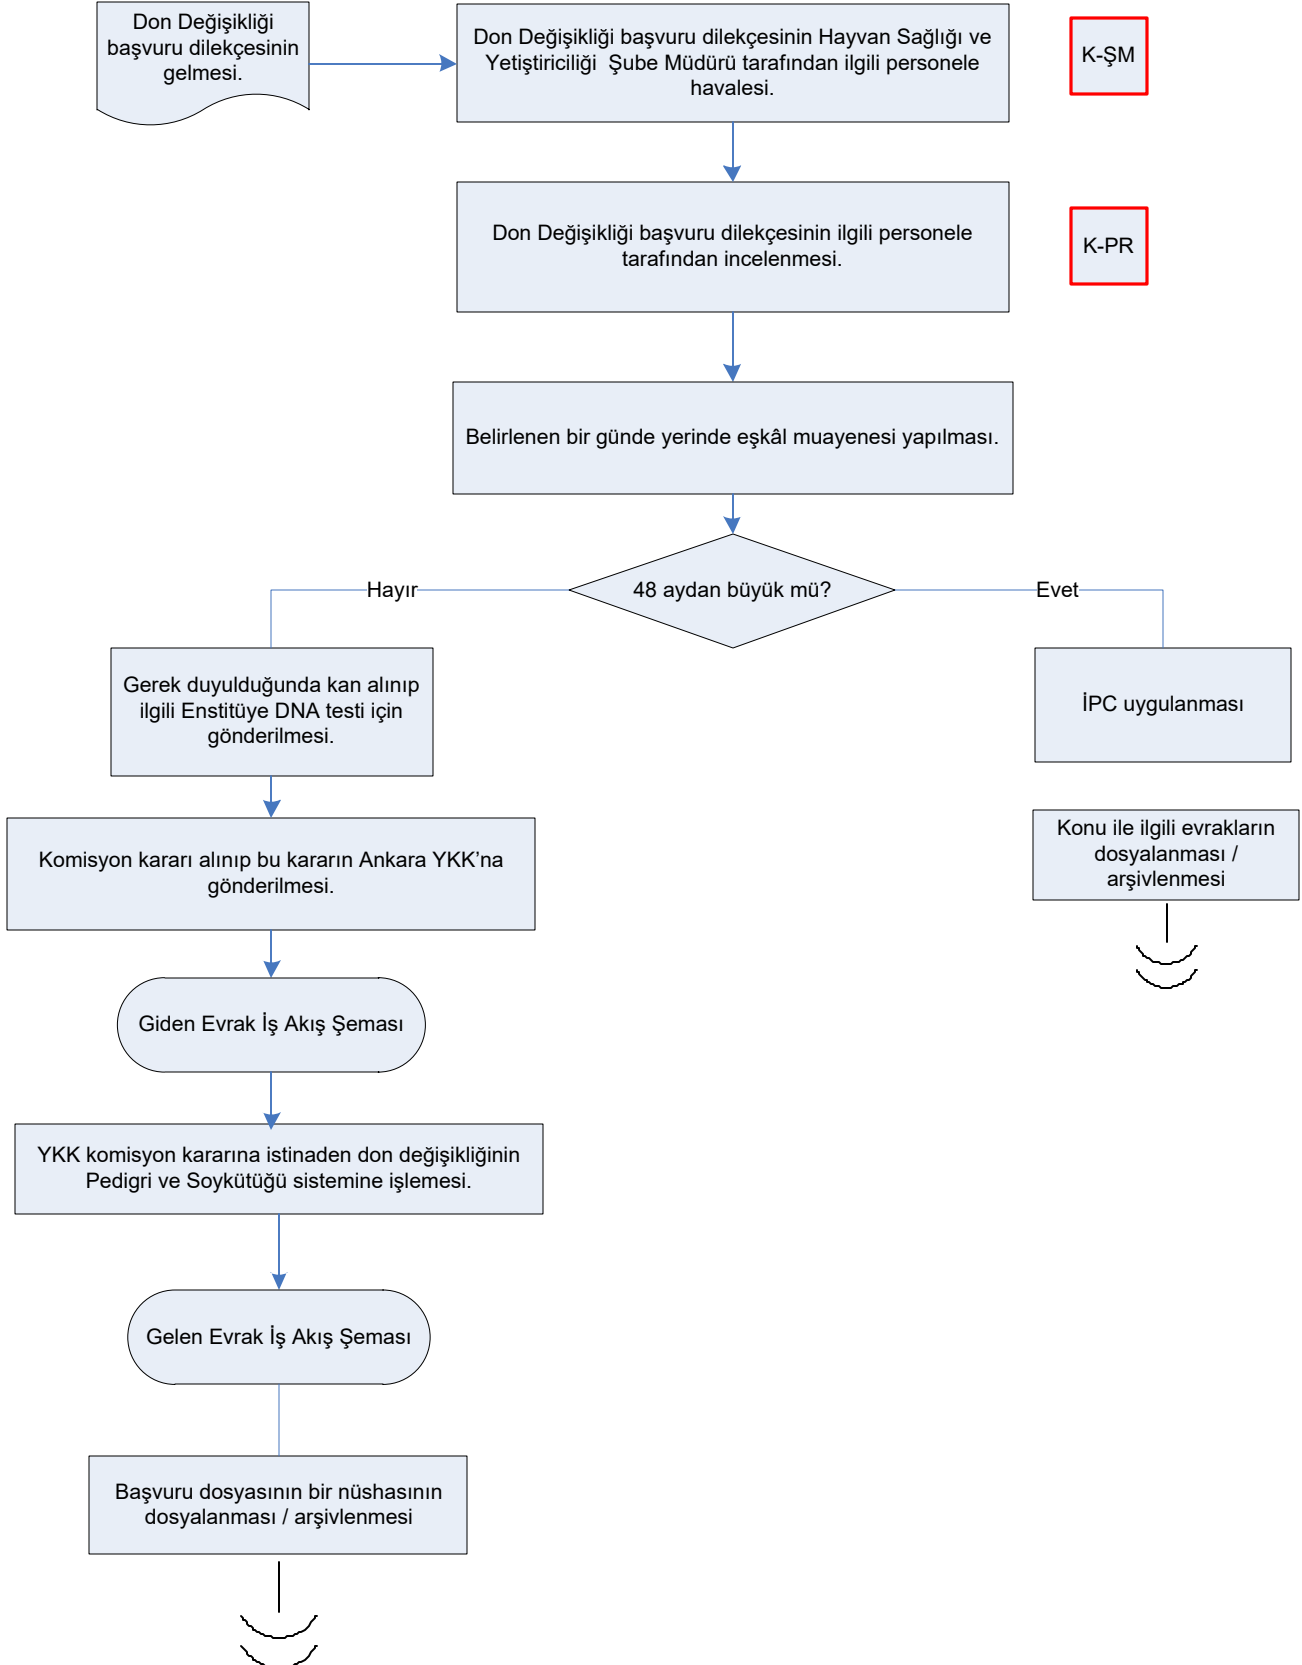 Don Değişikliği
başvuru dilekçesinin
gelmesi.
Don Değişikliği başvuru dilekçesinin Hayvan Sağlığı ve
Yetiştiriciliği Şube Müdürü tarafından ilgili personele
havalesi.
K-ŞM
Don Değişikliği başvuru dilekçesinin ilgili personele
tarafından incelenmesi.
K-PR
Belirlenen bir günde yerinde eşkâl muayenesi yapılması.
48 aydan büyük mü?
Hayır
Evet
Gerek duyulduğunda kan alınıp
ilgili Enstitüye DNA testi için
gönderilmesi.
İPC uygulanması
Komisyon kararı alınıp bu kararın Ankara YKK’na
gönderilmesi.
Konu ile ilgili evrakların
dosyalanması /
arşivlenmesi
Giden Evrak İş Akış Şeması
YKK komisyon kararına istinaden don değişikliğinin
Pedigri ve Soykütüğü sistemine işlemesi.
Gelen Evrak İş Akış Şeması
Başvuru dosyasının bir nüshasının
dosyalanması / arşivlenmesi